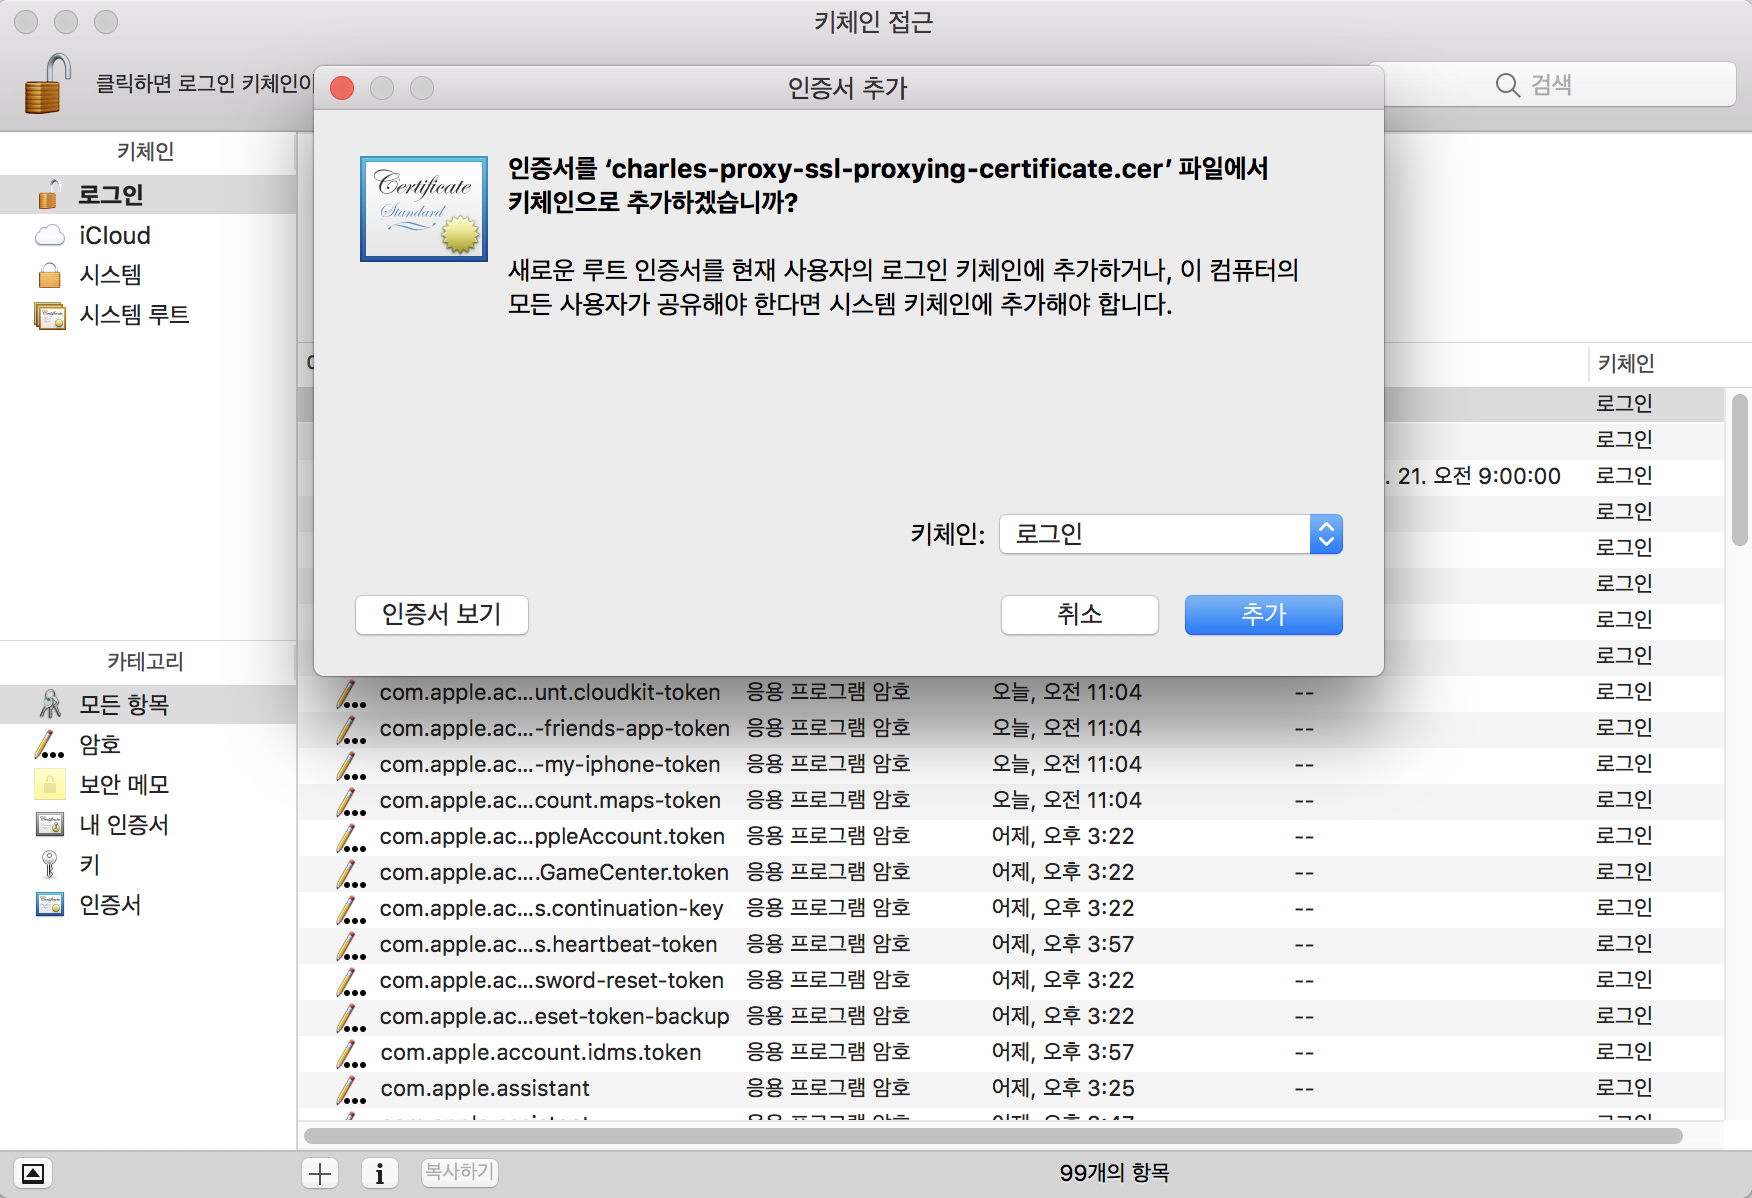 키체인 접근
클릭하면 로그인 키체인이
검색
인증서 추가
인증서를 ‘charles-proxy-ssl-proxying-certificate.cer’ 파일에서
키체인으로 추가하겠습니까?
새로운 루트 인증서를 현재 사용자의 로그인 키체인에 추가하거나, 이 컴퓨터의
모든 사용자가 공유해야 한다면 시스템 키체인에 추가해야 합니다.
Certificate
Standard
키체인: 로그인
인증서 보기
취소
추가
키체인
로그인
iCloud
시스템
시스템 루트
카테고리
모든 항목
암호
보안 메모
내 인증서
키
인증서
키체인
로그인
로그인
. 21. 오전 9:00:00 로그인
로그인
로그인
로그인
로그인
로그인
com.apple.ac...unt.cloudkit-token 응용 프로그램 암호 오늘, 오전 11:04 -- 로그인
com.apple.ac...-friends-app-token 응용 프로그램 암호 오늘, 오전 11:04 -- 로그인
com.apple.ac...-my-iphone-token 응용 프로그램 암호 오늘, 오전 11:04 -- 로그인
com.apple.ac...count.maps-token 응용 프로그램 암호 오늘, 오전 11:04 -- 로그인
com.apple.ac...ppleAccount.token 응용 프로그램 암호 어제, 오후 3:22 -- 로그인
com.apple.ac....GameCenter.token 응용 프로그램 암호 어제, 오후 3:22 -- 로그인
com.apple.ac...s.continuation-key 응용 프로그램 암호 어제, 오후 3:22 -- 로그인
com.apple.ac...s.heartbeat-token 응용 프로그램 암호 어제, 오후 3:57 -- 로그인
com.apple.ac...sword-reset-token 응용 프로그램 암호 어제, 오후 3:22 -- 로그인
com.apple.ac...eset-token-backup 응용 프로그램 암호 어제, 오후 3:22 -- 로그인
com.apple.account.idms.token 응용 프로그램 암호 어제, 오후 3:57 -- 로그인
com.apple.assistant 응용 프로그램 암호 어제, 오후 3:25 -- 로그인
복사하기
99개의 항목